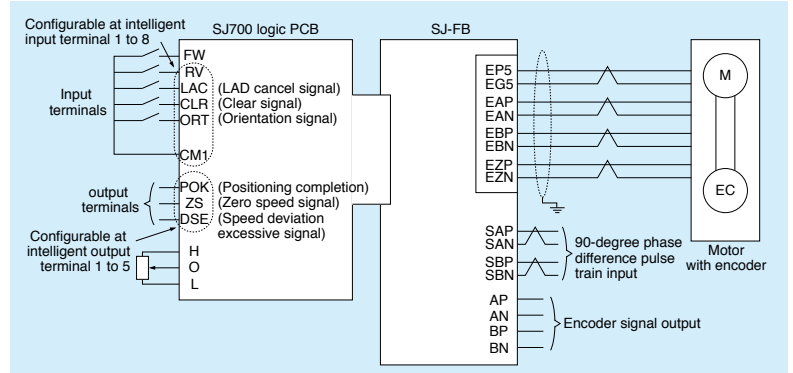 Configurable at intelligent
input terminal 1 to 8
SJ700 logic PCB
SJ-FB
Input
terminals
FW
RV
LAC (LAD cancel signal)
CLR (Clear signal)
ORT (Orientation signal)
CM1
output
terminals
POK (Positioning completion)
ZS (Zero speed signal)
DSE (Speed deviation
excessive signal)
Configurable at
intelligent output
terminal 1 to 5
H
O
L
EP5
EG5
EAP
EAN
EBP
EBN
EZP
EZN
SAP
SAN
SBP
SBN
90-degree phase
difference pulse
train input
AP
AN
BP
BN
Encoder signal output
M
EC
Motor
with encoder